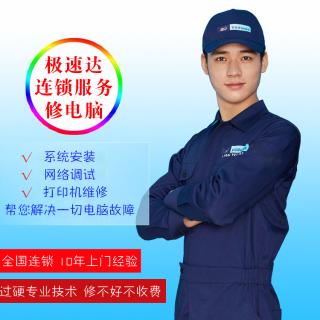 极速达
连锁服务
修电脑
系统安装
网络调试
打印机维修
帮您解决一切电脑故障
全国连锁 10年上门经验
过硬专业技术 修不好不收费